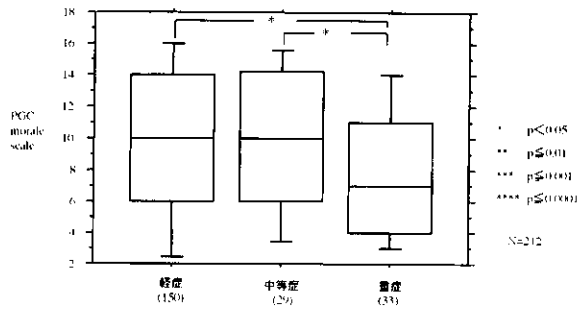 18
16
14
12
10
8
6
4
2
PGC
morale
scale
*
*
* p<0.05
** p≦0.01
*** p≦0.001
**** p≦0.0001
N=212
軽症
(150)
中等症
(29)
重症
(33)